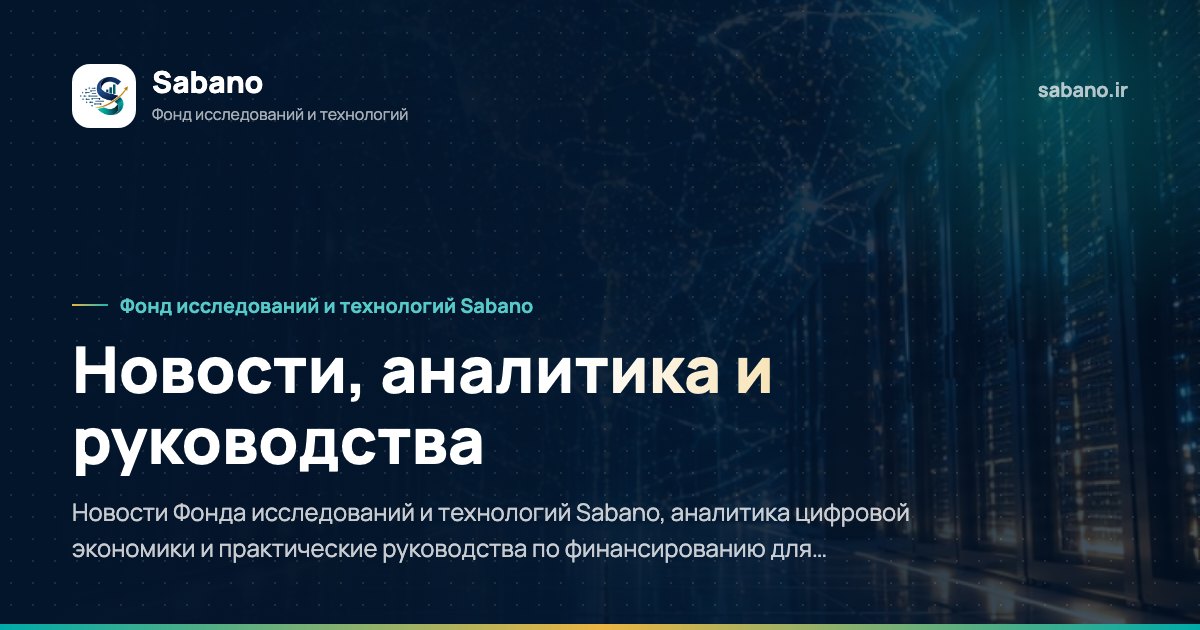 Sabano
Фонд исследований и технологий
sabano.ir
Фонд исследований и технологий Sabano
Новости, аналитика и
руководства
Новости Фонда исследований и технологий Sabano, аналитика цифровой
экономики и практические руководства по финансированию для...